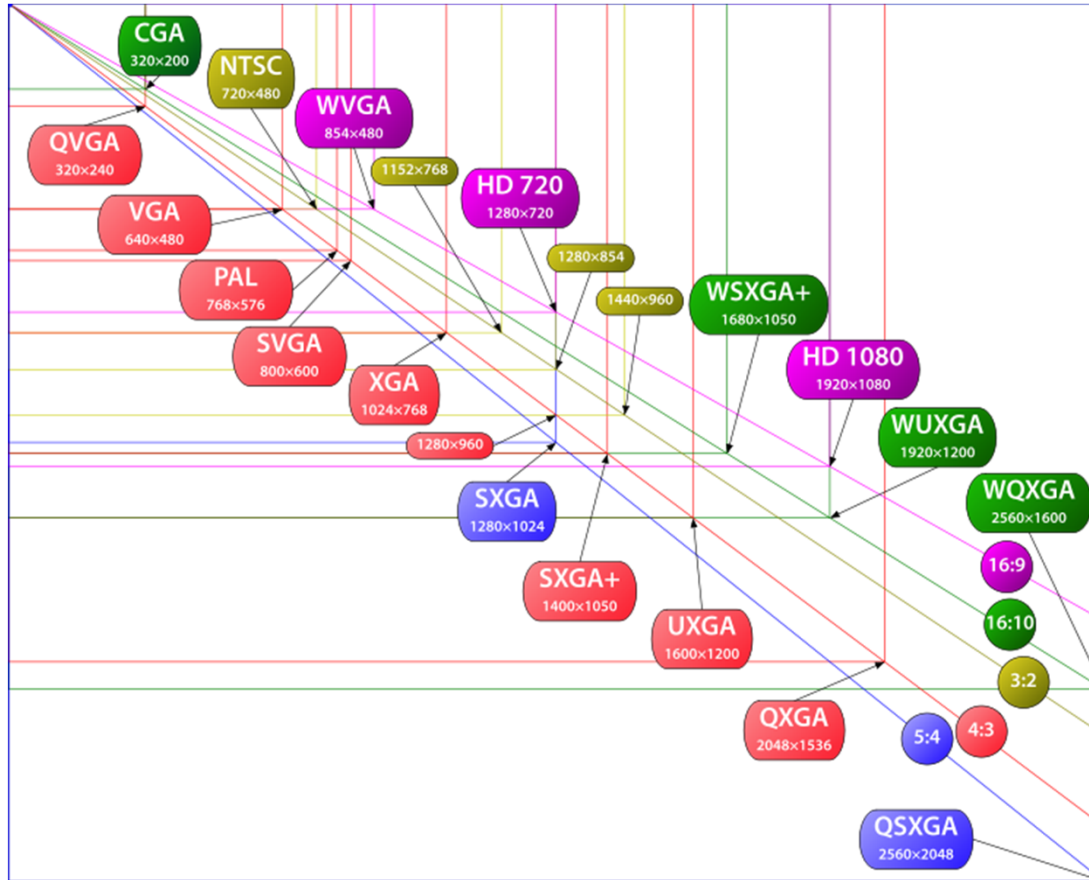 CGA
320×200
NTSC
720×480
WVGA
854×480
QVGA
320×240
1152×768
HD 720
1280×720
VGA
640×480
1280×854
PAL
768×576
1440×960
WSXGA+
1680×1050
SVGA
800×600
HD 1080
1920×1080
XGA
1024×768
WUXGA
1920×1200
1280×960
SXGA
1280×1024
WQXGA
2560×1600
16:9
SXGA+
1400×1050
16:10
UXGA
1600×1200
3:2
QXGA
2048×1536
5:4
4:3
QSXGA
2560×2048